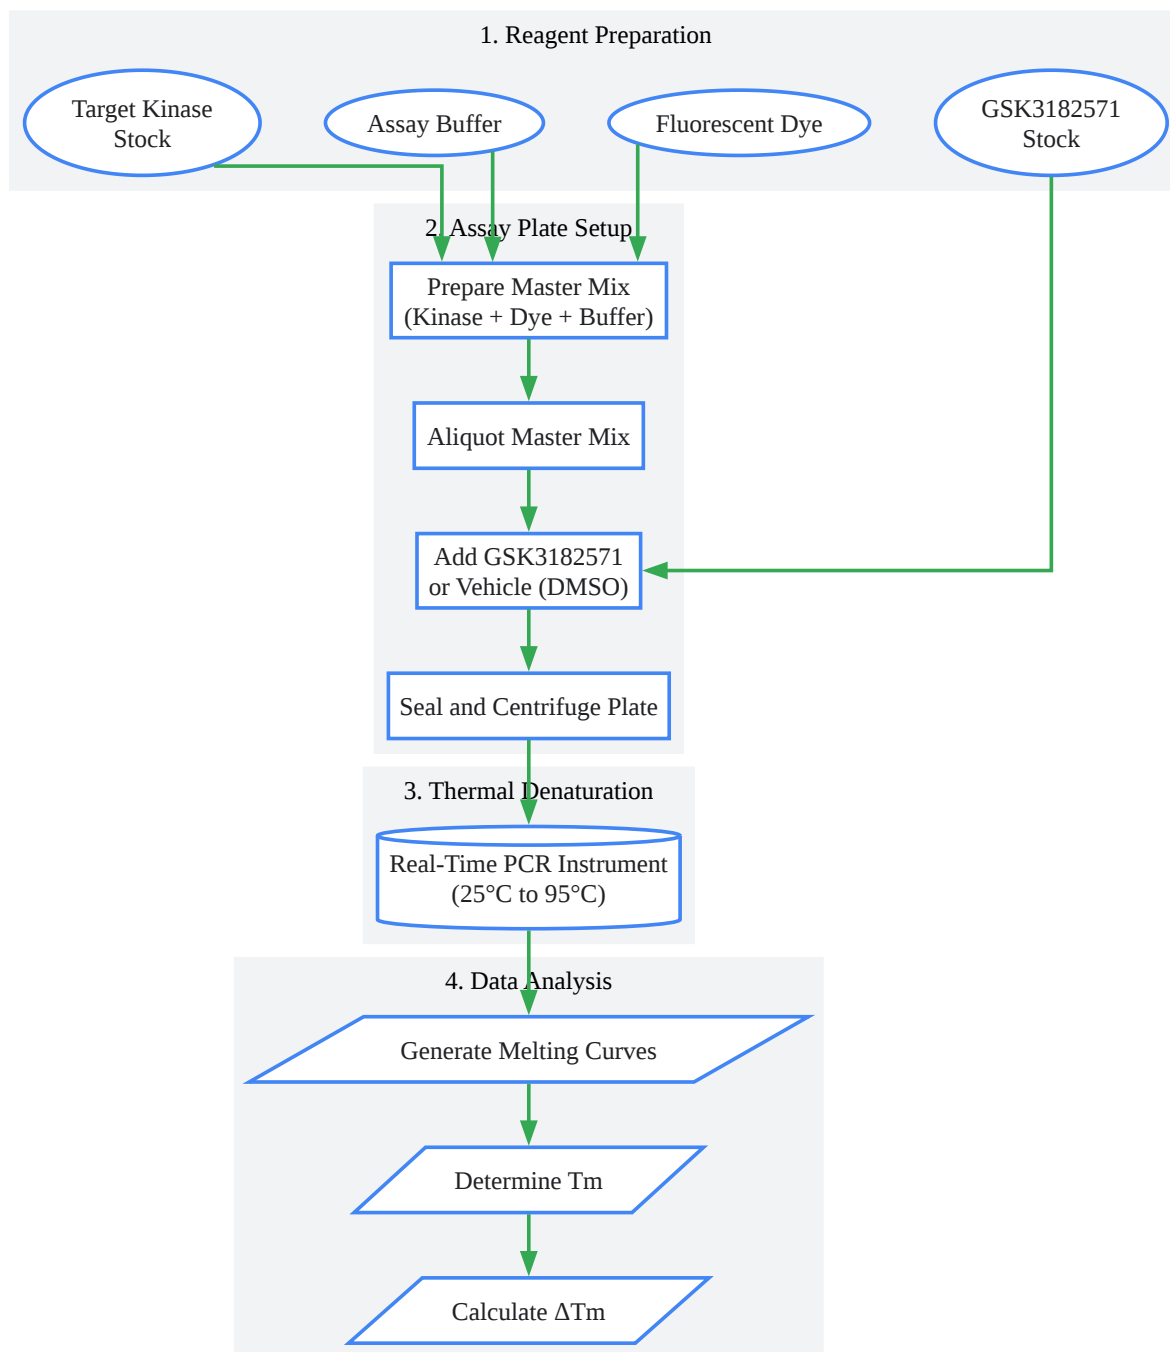 1. Reagent Preparation
Target Kinase
Stock
Assay Buffer
Fluorescent Dye
GSK3182571
Stock
2. Assay Plate Setup
Prepare Master Mix
(Kinase + Dye + Buffer)
Aliquot Master Mix
Add GSK3182571
or Vehicle (DMSO)
Seal and Centrifuge Plate
3. Thermal Denaturation
Real-Time PCR Instrument
(25°C to 95°C)
4. Data Analysis
Generate Melting Curves
Determine Tm
Calculate ΔTm